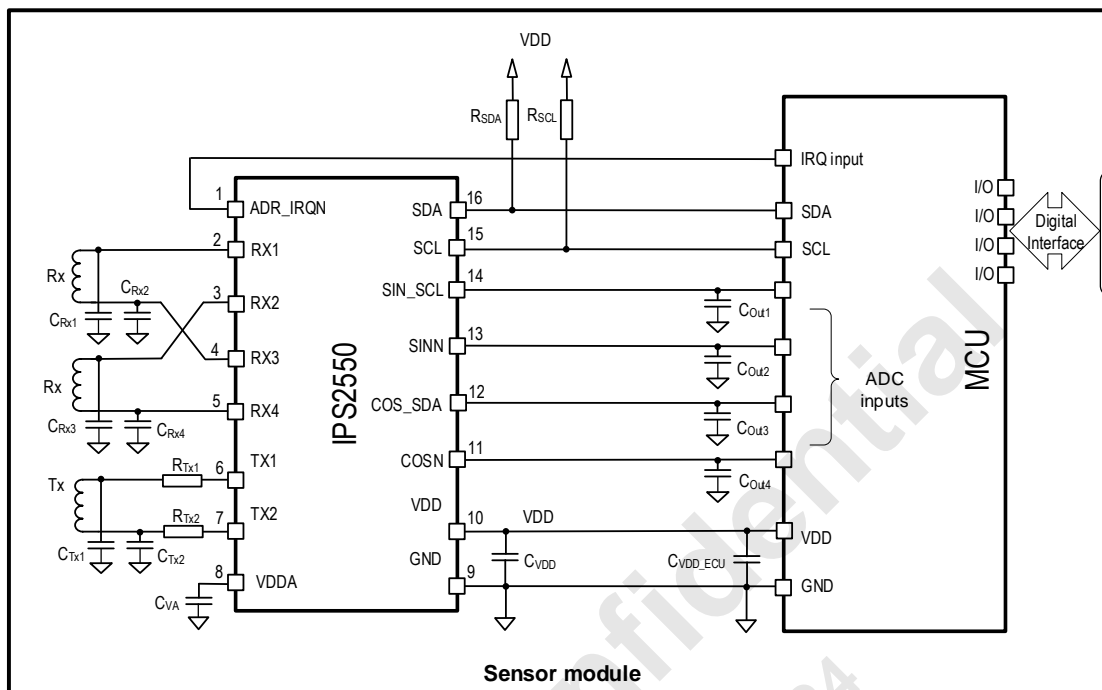 VDD
RSDA
RSCL
IRQ input
1
ADR_IRQN
SDA
16
SDA
I/O
I/O
I/O
I/O
Digital
Interface
2
RX1
SCL
15
SCL
Rx
CRx2
CRx1
3
RX2
SIN_SCL
14
COut1
4
RX3
SINN
13
COut2
Rx
5
RX4
COS_SDA
12
COut3
CRx3
CRx4
ADC
inputs
IPS2550
MCU
TX1
6
COSN
11
COut4
Tx
RTx1
RTx2
TX2
7
VDD
10
VDD
VDD
CTx1
CTx2
CVDD
CVDD_ECU
GND
9
GND
8
VDDA
CVA
Sensor module